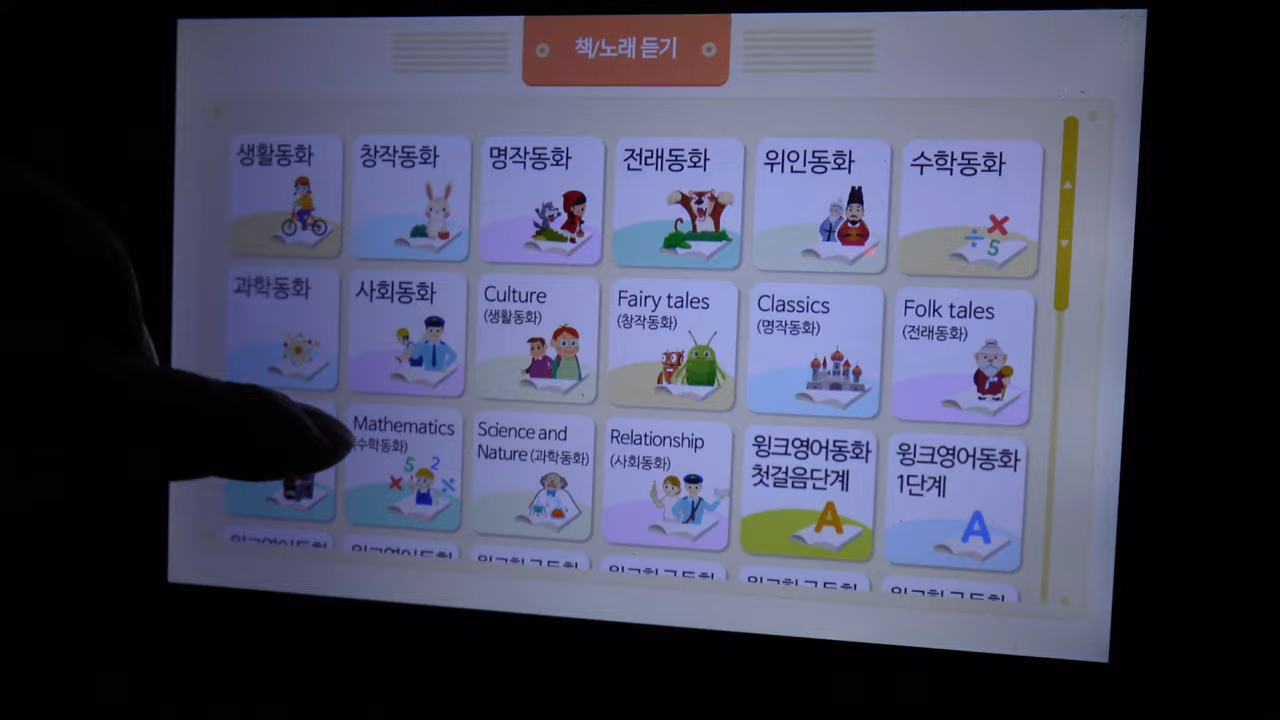 책/노래 듣기
생활동화
창작동화
명작동화
전래동화
위인동화
수학동화
과학동화
사회동화
Culture
(생활동화)
Fairy tales
(창작동화)
Classics
(명작동화)
Folk tales
(전래동화)
Mathematics
(수학동화)
Science and
Nature (과학동화)
Relationship
(사회동화)
윙크영어동화
첫걸음단계
윙크영어동화
1단계